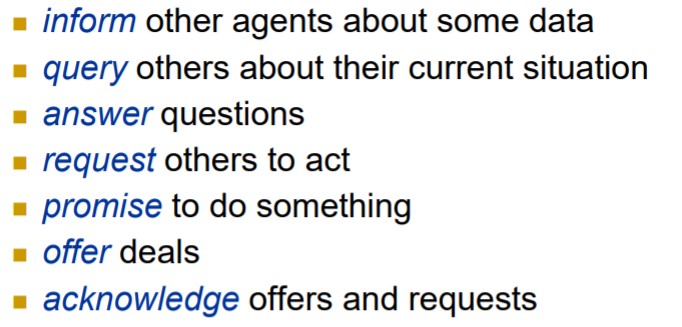 inform other agents about some data
query others about their current situation
answer questions
request others to act
promise to do something
offer deals
acknowledge offers and requests